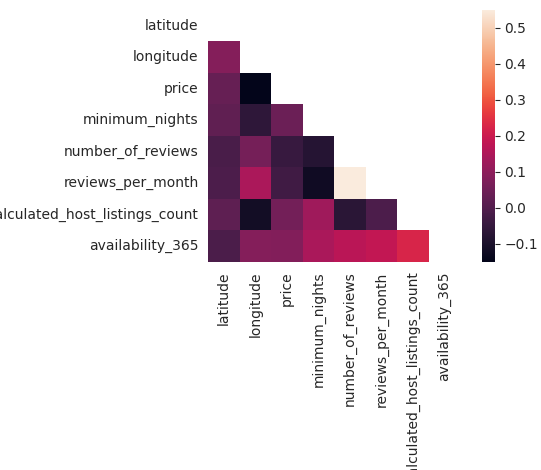 latitude
longitude
price
minimum_nights
number_of_reviews
reviews_per_month
alculated_host_listings_count
availability_365
latitude
longitude
price
minimum_nights
number_of_reviews
reviews_per_month
alculated_host_listings_count
availability_365
0.5
0.4
0.3
0.2
0.1
0.0
−0.1